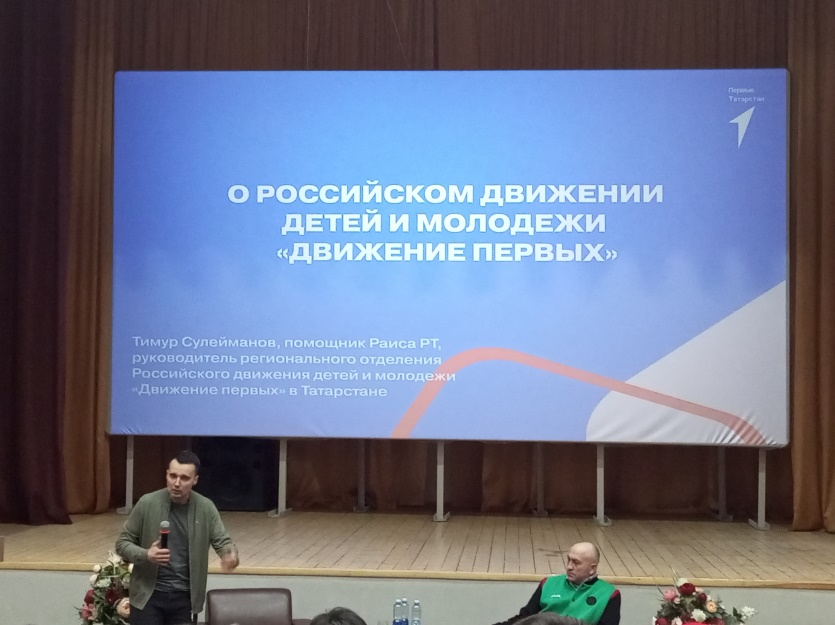 Первые
Татарстан
О РОССИЙСКОМ ДВИЖЕНИИ
ДЕТЕЙ И МОЛОДЕЖИ
«ДВИЖЕНИЕ ПЕРВЫХ»
Тимур Сулейманов, помощник Раиса РТ,
руководитель регионального отделения
Российского движения детей и молодежи
«Движение первых» в Татарстане